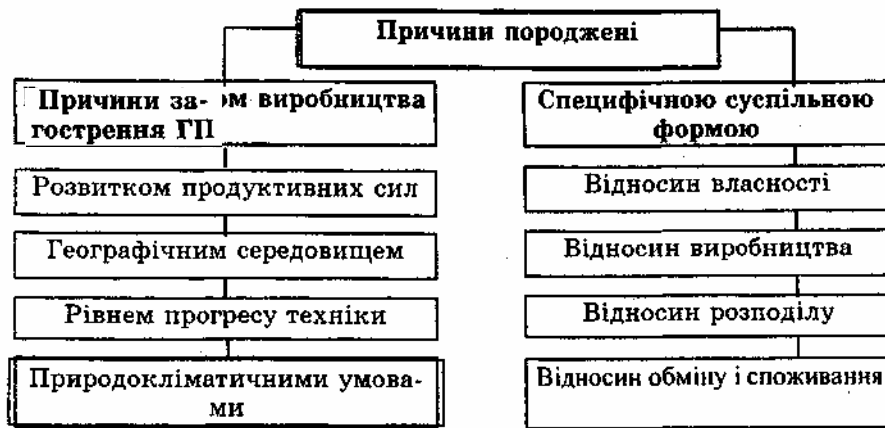 Причини породжені
Причини за- ом виробництва
гострення ГП
Розвитком продуктивних сил
Географічним середовищем
Рівнем прогресу техніки
Природокліматичними умова-
ми
Специфічною суспільною
формою
Відносин власності
Відносин виробництва
Відносин розподілу
Відносин обміну і споживання